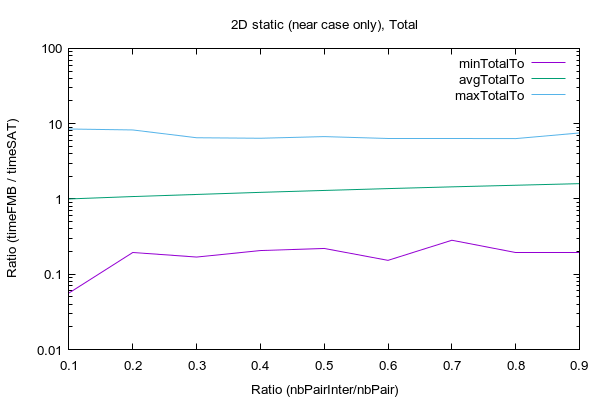 2D static (near case only), Total
minTotalTo
avgTotalTo
maxTotalTo
100
10
1
0.1
0.01
Ratio (timeFMB / timeSAT)
0.1 0.2 0.3 0.4 0.5 0.6 0.7 0.8 0.9
Ratio (nbPairInter/nbPair)